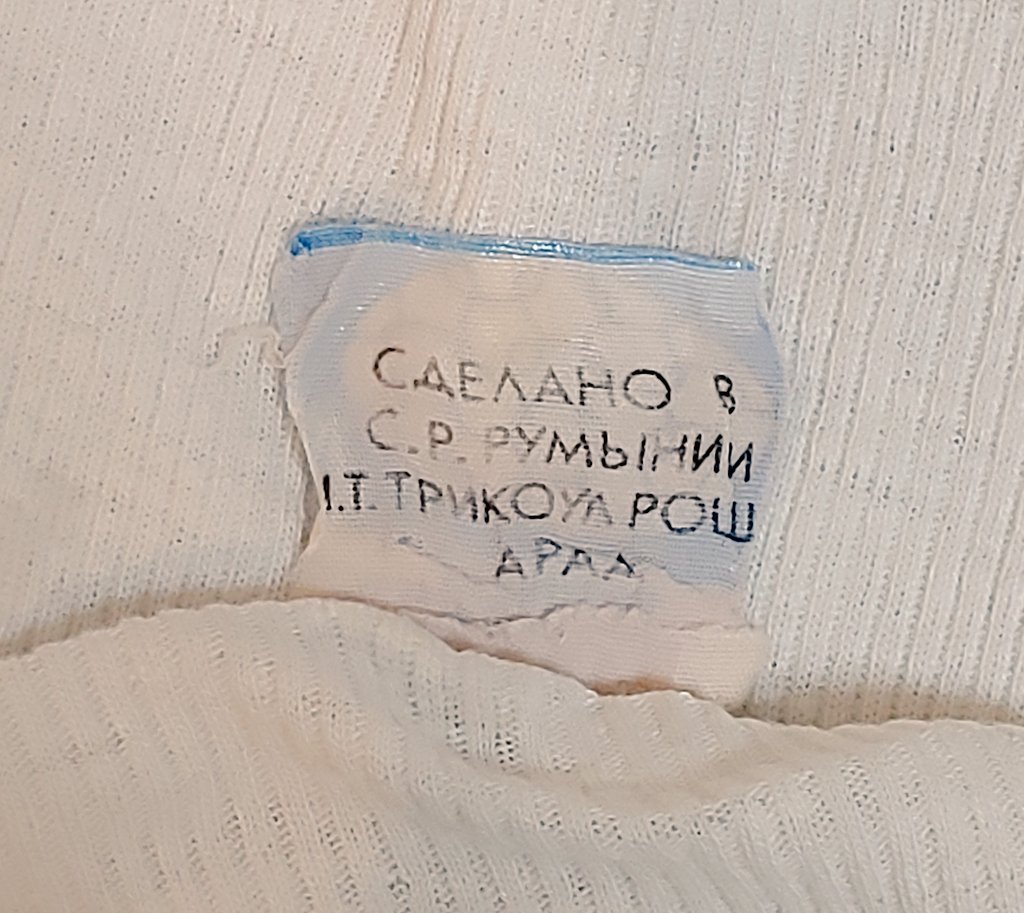 СДЕЛАНО В
С.Р. РУМЫНИИ
I.T. ТРИКОУЛ РОШ
АРАД